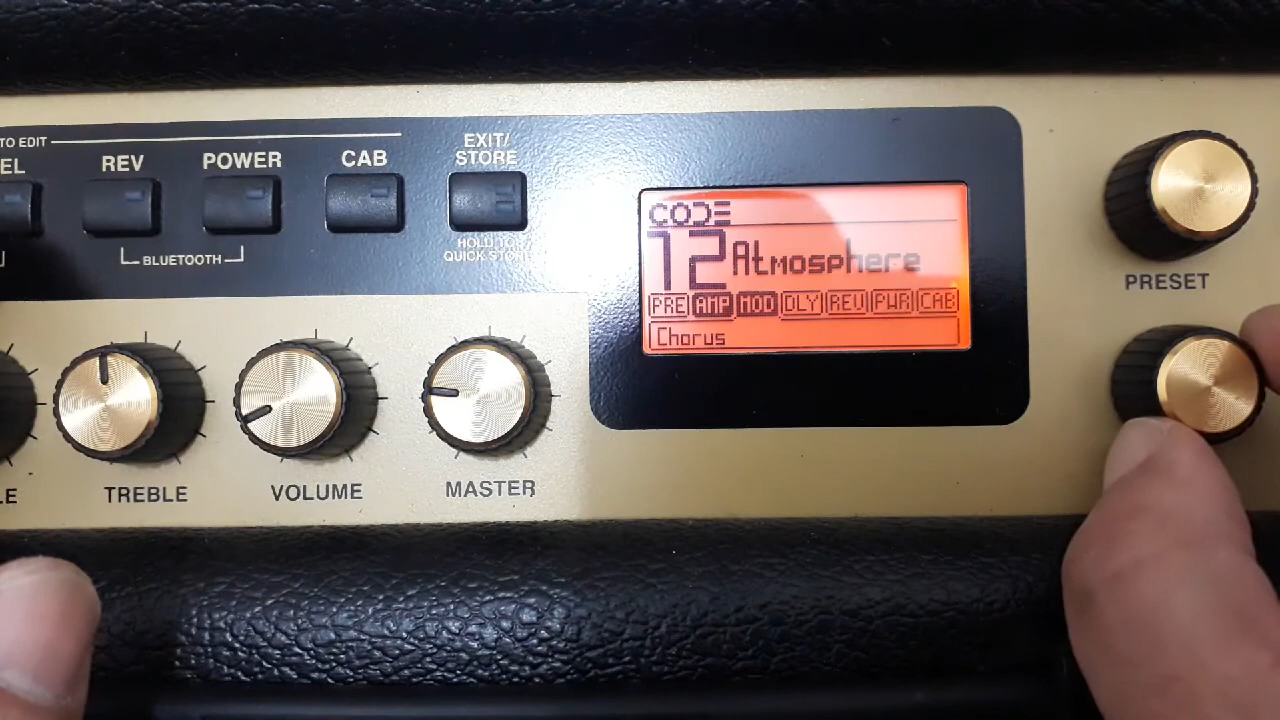 TO EDIT
EL
REV
POWER
CAB
EXIT/
STORE
BLUETOOTH
HOLD TO
QUICK STORE
CODE
12 Atmosphere
PRE AMP MOD DLY REV PWR CAB
Chorus
PRESET
LE
TREBLE
VOLUME
MASTER